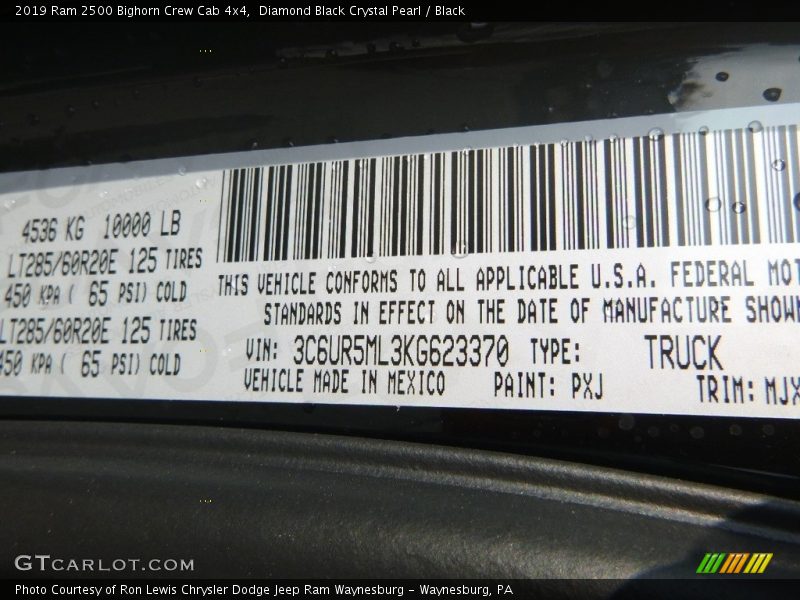 2019 Ram 2500 Bighorn Crew Cab 4x4,  Diamond Black Crystal Pearl / Black
4536 KG  10000 LB
LT285/60R20E 125 TIRES
450 KPA ( 65 PSI) COLD
LT285/60R20E 125 TIRES
450 KPA ( 65 PSI) COLD
THIS VEHICLE CONFORMS TO ALL APPLICABLE U.S.A. FEDERAL MOT
STANDARDS IN EFFECT ON THE DATE OF MANUFACTURE SHOW
VIN: 3C6UR5ML3KG623370 TYPE: TRUCK
VEHICLE MADE IN MEXICO PAINT: PXJ TRIM: MJX
GTCARLOT.COM
Photo Courtesy of Ron Lewis Chrysler Dodge Jeep Ram Waynesburg - Waynesburg, PA